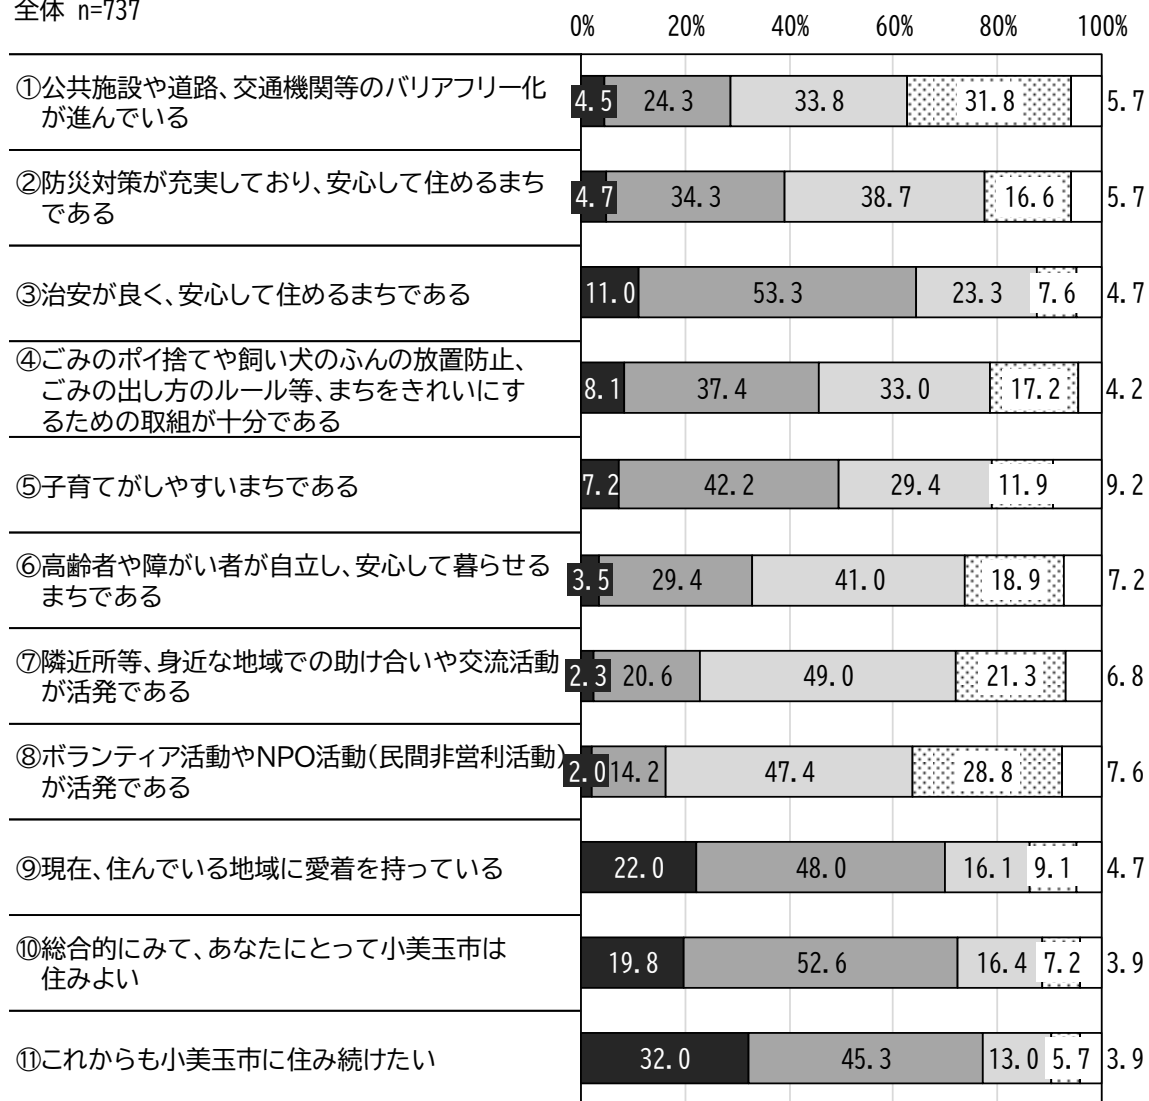 全体 n=737
0% 20% 40% 60% 80% 100%
①公共施設や道路、交通機関等のバリアフリー化
が進んでいる
4.5 24.3 33.8 31.8 5.7
②防災対策が充実しており、安心して住めるまち
である
4.7 34.3 38.7 16.6 5.7
③治安が良く、安心して住めるまちである
11.0 53.3 23.3 7.6 4.7
④ごみのポイ捨てや飼い犬のふんの放置防止、
ごみの出し方のルール等、まちをきれいにす
るための取組が十分である
8.1 37.4 33.0 17.2 4.2
⑤子育てがしやすいまちである
7.2 42.2 29.4 11.9 9.2
⑥高齢者や障がい者が自立し、安心して暮らせる
まちである
3.5 29.4 41.0 18.9 7.2
⑦隣近所等、身近な地域での助け合いや交流活動
が活発である
2.3 20.6 49.0 21.3 6.8
⑧ボランティア活動やNPO活動(民間非営利活動)
が活発である
2.0 14.2 47.4 28.8 7.6
⑨現在、住んでいる地域に愛着を持っている
22.0 48.0 16.1 9.1 4.7
⑩総合的にみて、あなたにとって小美玉市は
住みよい
19.8 52.6 16.4 7.2 3.9
⑪これからも小美玉市に住み続けたい
32.0 45.3 13.0 5.7 3.9